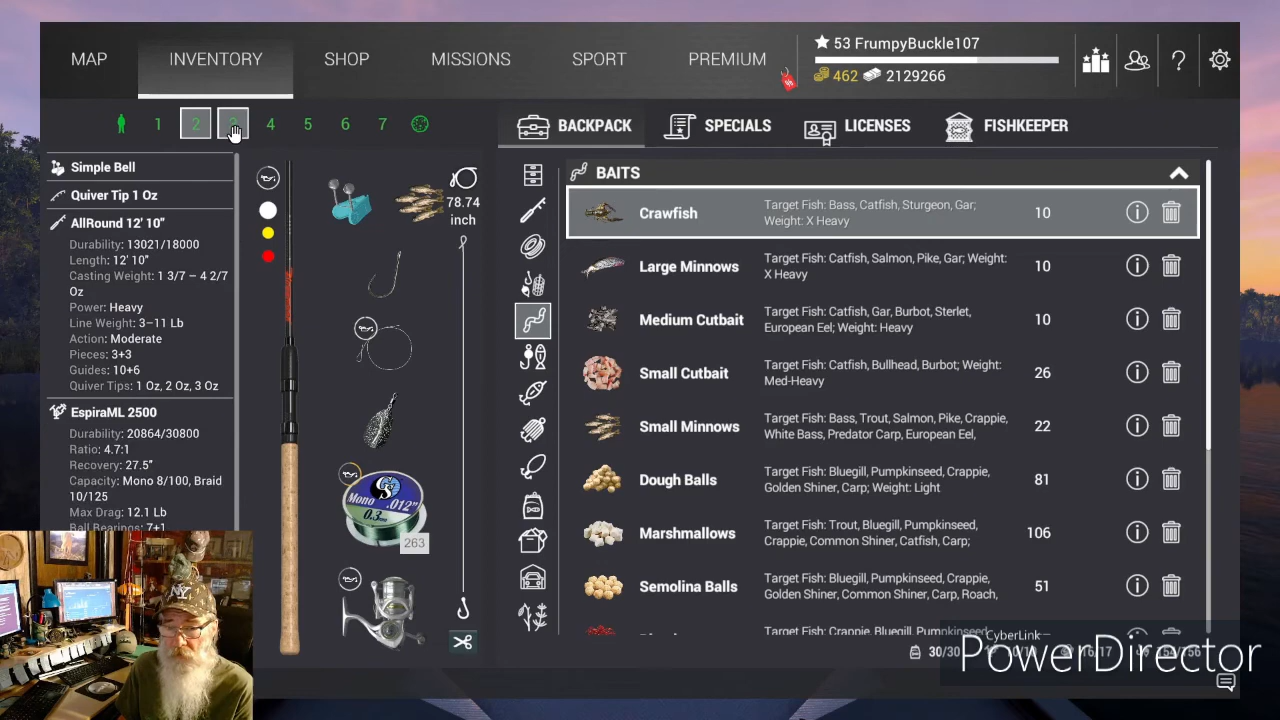 MAP
INVENTORY
SHOP
MISSIONS
SPORT
PREMIUM
53 FrumpyBuckle107
462 2129266
?
1 2 3 4 5 6 7
BACKPACK
SPECIALS
LICENSES
FISHKEEPER
Simple Bell
Quiver Tip 1 Oz
AllRound 12' 10"
Durability: 13021/18000
Length: 12' 10"
Casting Weight: 1 3/7 – 4 2/7
Oz
Power: Heavy
Line Weight: 3–11 Lb
Action: Moderate
Pieces: 3+3
Guides: 10+6
Quiver Tips: 1 Oz, 2 Oz, 3 Oz
EspiraML 2500
Durability: 20864/30800
Ratio: 4.7:1
Recovery: 27.5"
Capacity: Mono 8/100, Braid
10/125
Max Drag: 12.1 Lb
Ball Bearings: 7+1
78.74
inch
Mono .012"
0.3mm
263
BAITS
Crawfish
Target Fish: Bass, Catfish, Sturgeon, Gar;
Weight: X Heavy
10
Large Minnows
Target Fish: Catfish, Salmon, Pike, Gar; Weight:
X Heavy
10
Medium Cutbait
Target Fish: Catfish, Gar, Burbot, Sterlet,
European Eel; Weight: Heavy
10
Small Cutbait
Target Fish: Catfish, Bullhead, Burbot; Weight:
Med-Heavy
26
Small Minnows
Target Fish: Bass, Trout, Salmon, Pike, Crappie,
White Bass, Predator Carp, European Eel,
22
Dough Balls
Target Fish: Bluegill, Pumpkinseed, Crappie,
Golden Shiner, Carp; Weight: Light
81
Marshmallows
Target Fish: Trout, Bluegill, Pumpkinseed,
Crappie, Common Shiner, Catfish, Carp;
106
Semolina Balls
Target Fish: Bluegill, Pumpkinseed, Crappie,
Golden Shiner, Common Shiner, Carp, Roach,
51
Target Fish: Crappie, Bluegill, Pumpkinseed,
30/30
CyberLink
PowerDirector